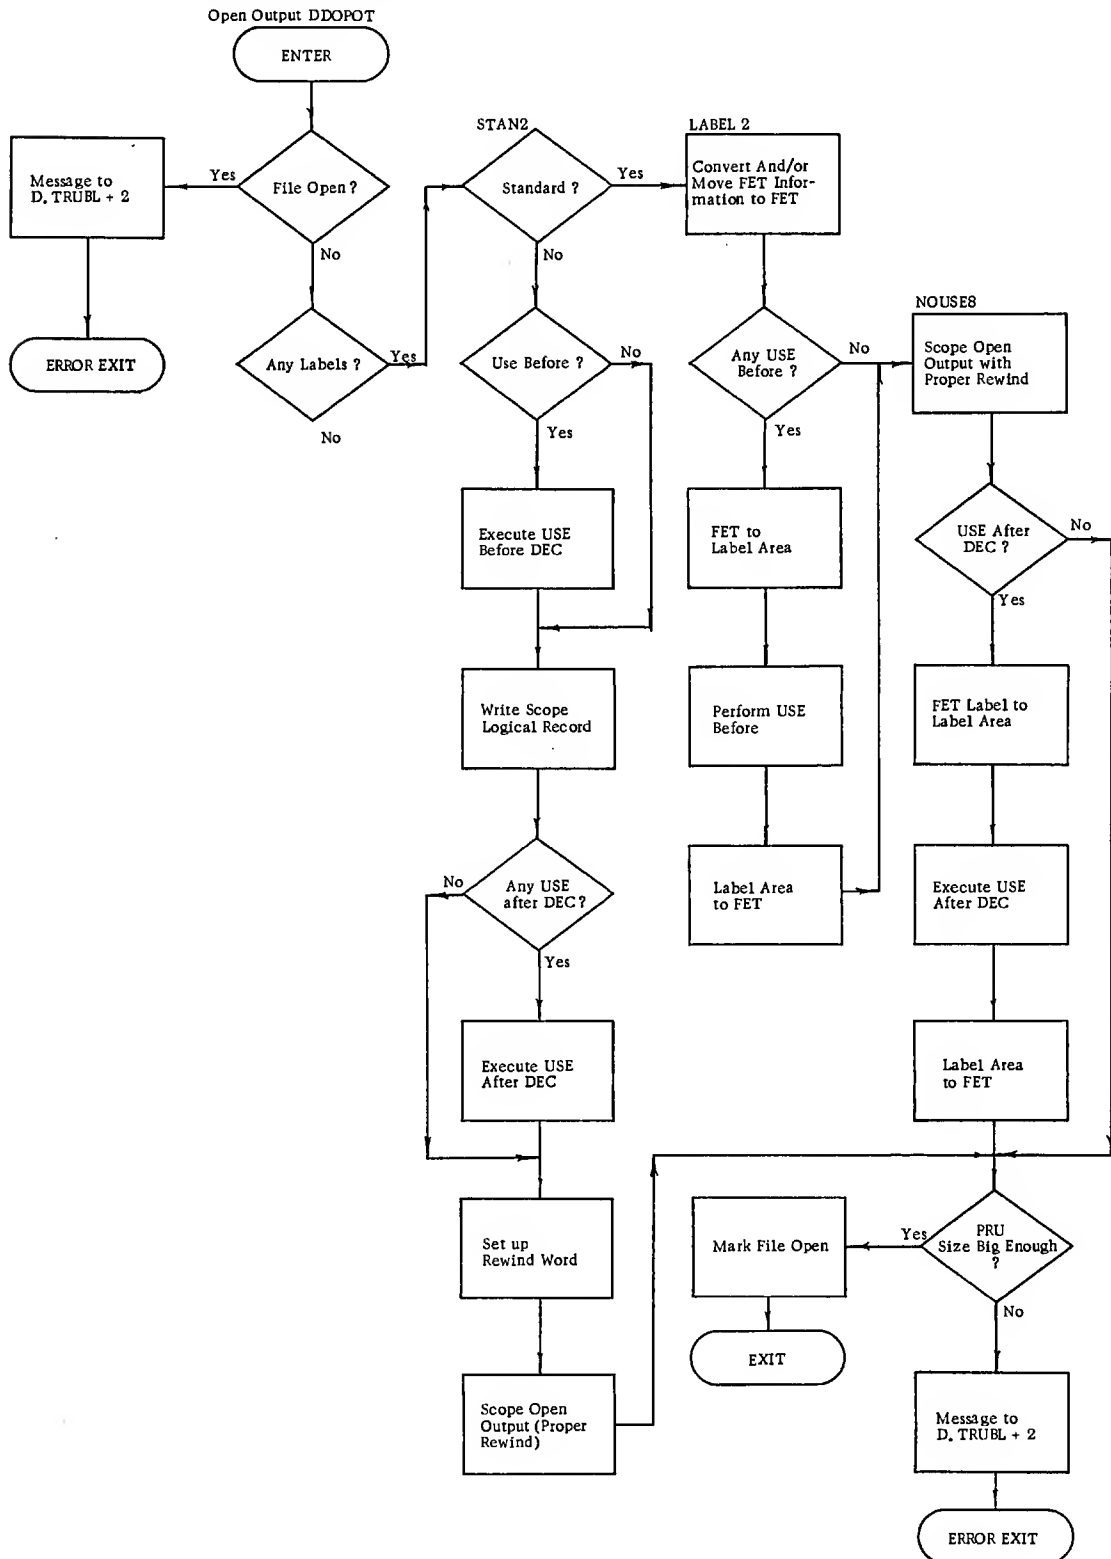 Open Output DDOPOT
ENTER
File Open ?
Yes
No
Message to
D. TRUBL + 2
ERROR EXIT
Any Labels ?
Yes
No
STAN2
Standard ?
Yes
No
Use Before ?
No
Yes
Execute USE
Before DEC
Write Scope
Logical Record
Any USE
after DEC ?
No
Yes
Execute USE
After DEC
Set up
Rewind Word
Scope Open
Output (Proper
Rewind)
LABEL 2
Convert And/or
Move FET Infor-
mation to FET
Any USE
Before ?
No
Yes
FET to
Label Area
Perform USE
Before
Label Area
to FET
NOUSE8
Scope Open
Output with
Proper Rewind
USE After
DEC ?
No
Yes
FET Label to
Label Area
Execute USE
After DEC
Label Area
to FET
PRU
Size Big Enough
?
Yes
No
Mark File Open
EXIT
Message to
D. TRUBL + 2
ERROR EXIT